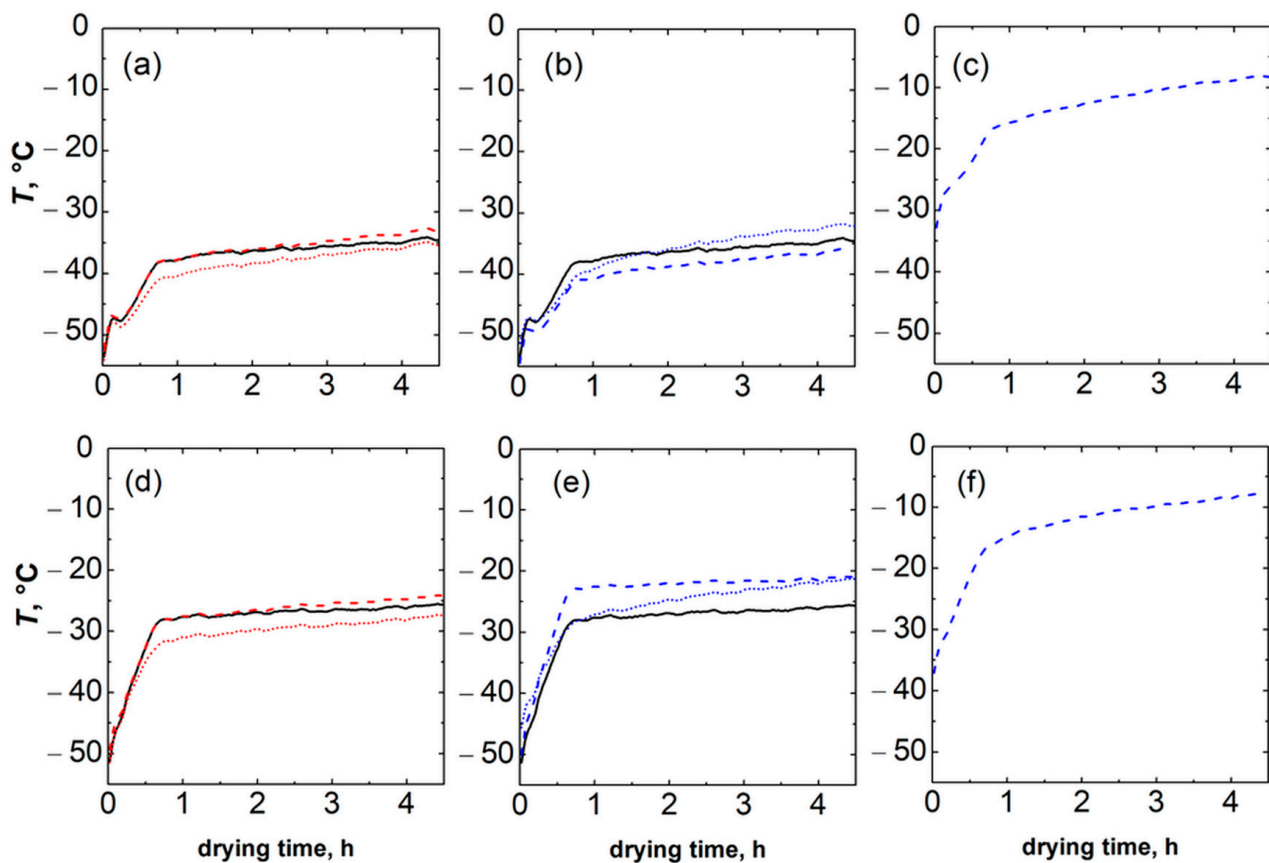 0 0 0
(a) (b) (c)
–10 –10 –10
–20 –20 –20
T, °C
–30 –30 –30
–40 –40 –40
–50 –50 –50
0 1 2 3 4 0 1 2 3 4 0 1 2 3 4
0 0 0
(d) (e) (f)
–10 –10 –10
–20 –20 –20
T, °C
–30 –30 –30
–40 –40 –40
–50 –50 –50
0 1 2 3 4 0 1 2 3 4 0 1 2 3 4
drying time, h drying time, h drying time, h